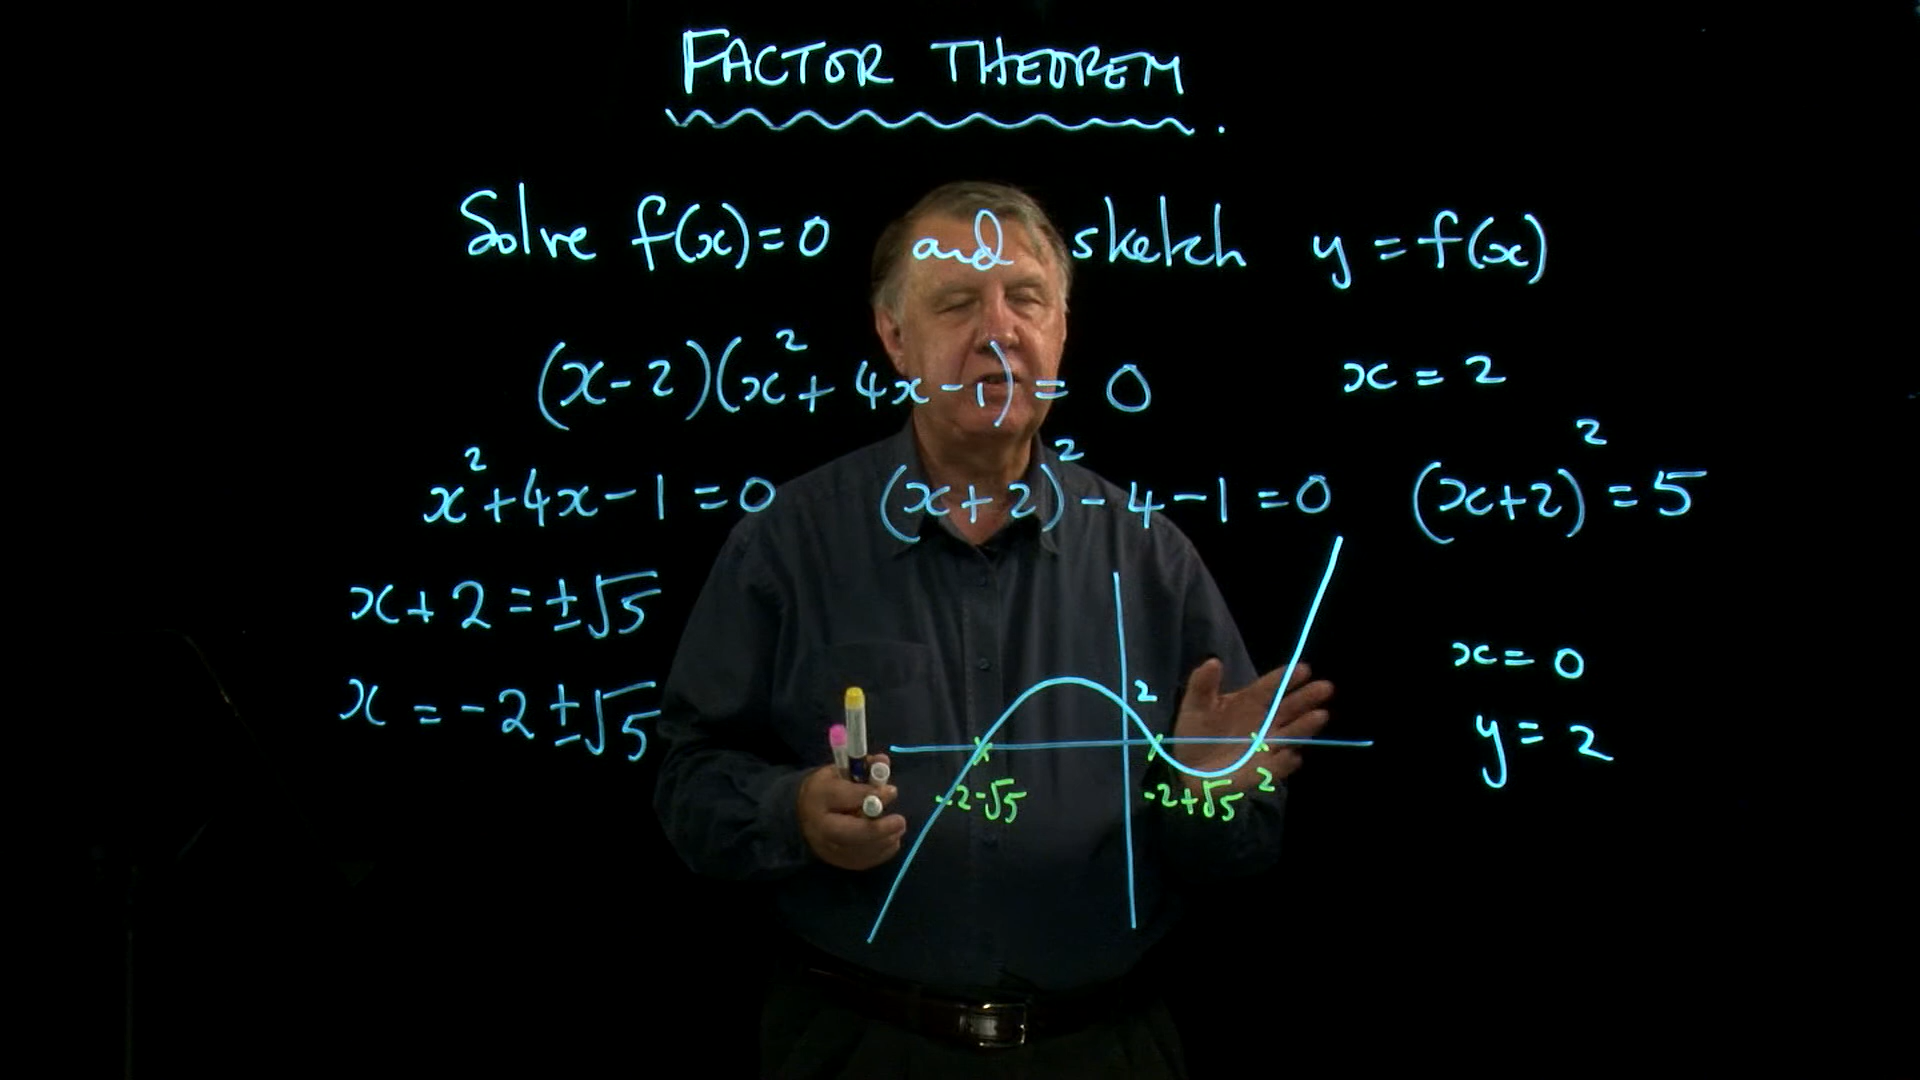 FACTOR THEOREM.
Solve f(x)=0 and sketch y=f(x)
(x-2)(x²+4x-1)=0 x=2
x²+4x-1=0 (x+2)²-4-1=0 (x+2)²=5
x+2=±√5
x=0
x=-2±√5
2
y=2
-2-√5 -2+√5 2